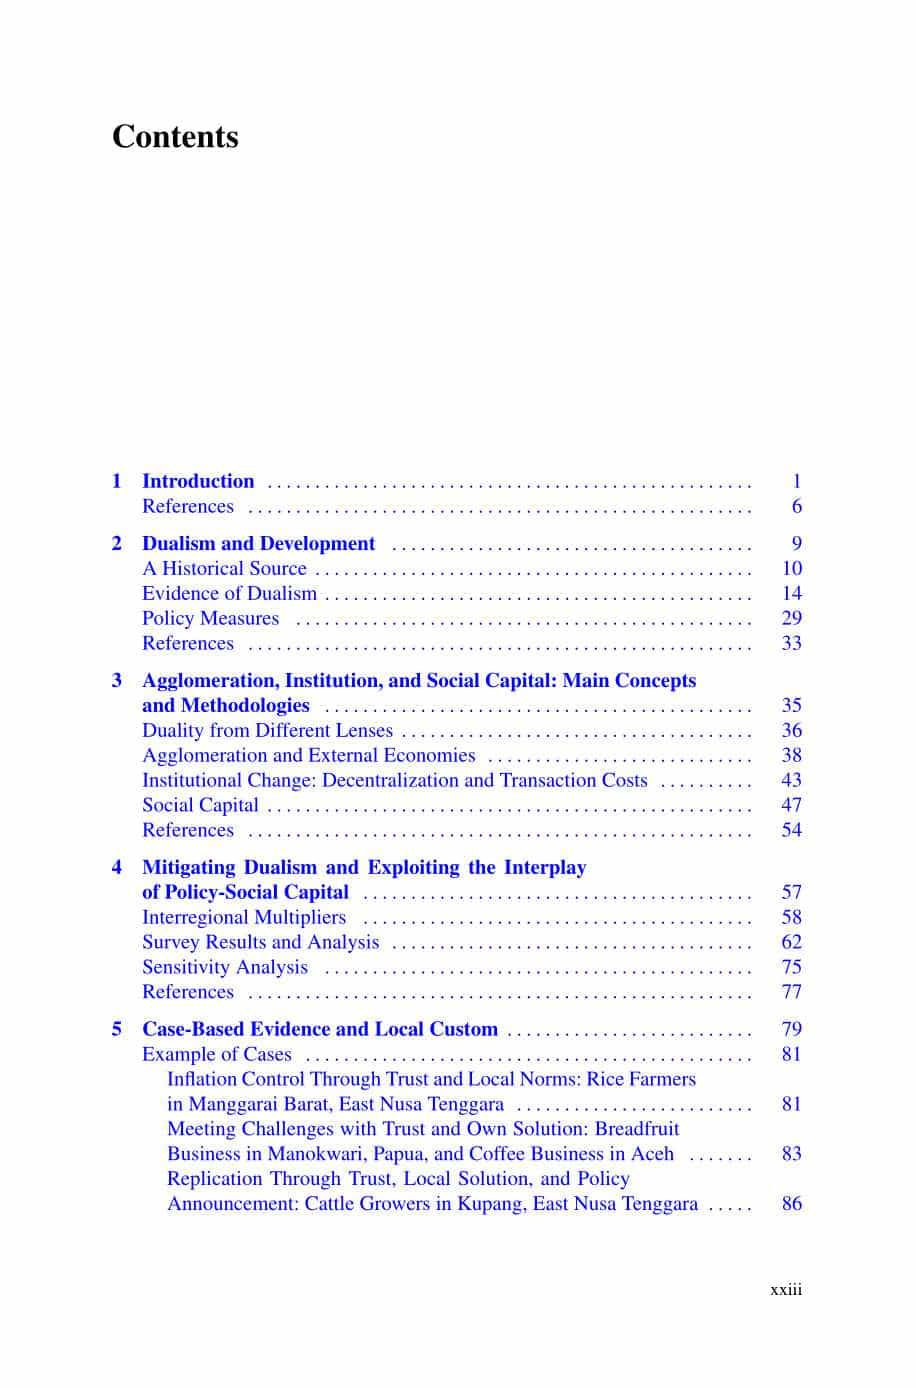 Contents
1 Introduction . . . . . . . . . . . . . . . . . . . . . . . . . . . . . . . . . . . . . . . . . . . . . . . . . . . 1
References . . . . . . . . . . . . . . . . . . . . . . . . . . . . . . . . . . . . . . . . . . . . . . . . . . . . . 6
2 Dualism and Development . . . . . . . . . . . . . . . . . . . . . . . . . . . . . . . . . . . . . . 9
A Historical Source . . . . . . . . . . . . . . . . . . . . . . . . . . . . . . . . . . . . . . . . . . . . . . 10
Evidence of Dualism . . . . . . . . . . . . . . . . . . . . . . . . . . . . . . . . . . . . . . . . . . . . . 14
Policy Measures . . . . . . . . . . . . . . . . . . . . . . . . . . . . . . . . . . . . . . . . . . . . . . . . 29
References . . . . . . . . . . . . . . . . . . . . . . . . . . . . . . . . . . . . . . . . . . . . . . . . . . . . . 33
3 Agglomeration, Institution, and Social Capital: Main Concepts
and Methodologies . . . . . . . . . . . . . . . . . . . . . . . . . . . . . . . . . . . . . . . . . . . . . 35
Duality from Different Lenses . . . . . . . . . . . . . . . . . . . . . . . . . . . . . . . . . . . . . 36
Agglomeration and External Economies . . . . . . . . . . . . . . . . . . . . . . . . . . . . 38
Institutional Change: Decentralization and Transaction Costs . . . . . . . . . . 43
Social Capital . . . . . . . . . . . . . . . . . . . . . . . . . . . . . . . . . . . . . . . . . . . . . . . . . . . 47
References . . . . . . . . . . . . . . . . . . . . . . . . . . . . . . . . . . . . . . . . . . . . . . . . . . . . . 54
4 Mitigating Dualism and Exploiting the Interplay
of Policy-Social Capital . . . . . . . . . . . . . . . . . . . . . . . . . . . . . . . . . . . . . . . . . 57
Interregional Multipliers . . . . . . . . . . . . . . . . . . . . . . . . . . . . . . . . . . . . . . . . . 58
Survey Results and Analysis . . . . . . . . . . . . . . . . . . . . . . . . . . . . . . . . . . . . . . 62
Sensitivity Analysis . . . . . . . . . . . . . . . . . . . . . . . . . . . . . . . . . . . . . . . . . . . . . 75
References . . . . . . . . . . . . . . . . . . . . . . . . . . . . . . . . . . . . . . . . . . . . . . . . . . . . . 77
5 Case-Based Evidence and Local Custom . . . . . . . . . . . . . . . . . . . . . . . . . . 79
Example of Cases . . . . . . . . . . . . . . . . . . . . . . . . . . . . . . . . . . . . . . . . . . . . . . . 81
Inflation Control Through Trust and Local Norms: Rice Farmers
in Manggarai Barat, East Nusa Tenggara . . . . . . . . . . . . . . . . . . . . . . . . . 81
Meeting Challenges with Trust and Own Solution: Breadfruit
Business in Manokwari, Papua, and Coffee Business in Aceh . . . . . . . 83
Replication Through Trust, Local Solution, and Policy
Announcement: Cattle Growers in Kupang, East Nusa Tenggara . . . . . 86
xxiii